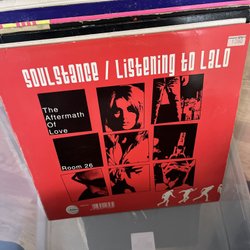 SOULSTANCE / LISTENING TO LALO
The
Aftermath
Of
Love
Room 26